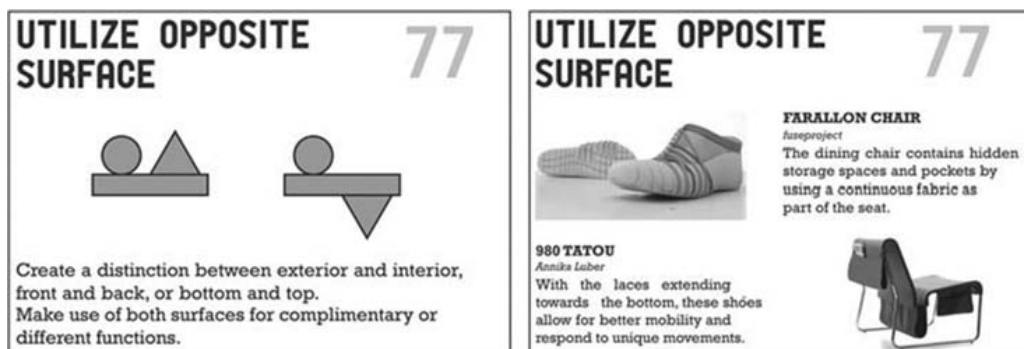 UTILIZE OPPOSITE
SURFACE
77
Create a distinction between exterior and interior,
front and back, or bottom and top.
Make use of both surfaces for complimentary or
different functions.
UTILIZE OPPOSITE
SURFACE
77
FARALLON CHAIR
fuseproject
The dining chair contains hidden
storage spaces and pockets by
using a continuous fabric as
part of the seat.
980 TATOU
Annika Luber
With the laces extending
towards the bottom, these shoes
allow for better mobility and
respond to unique movements.